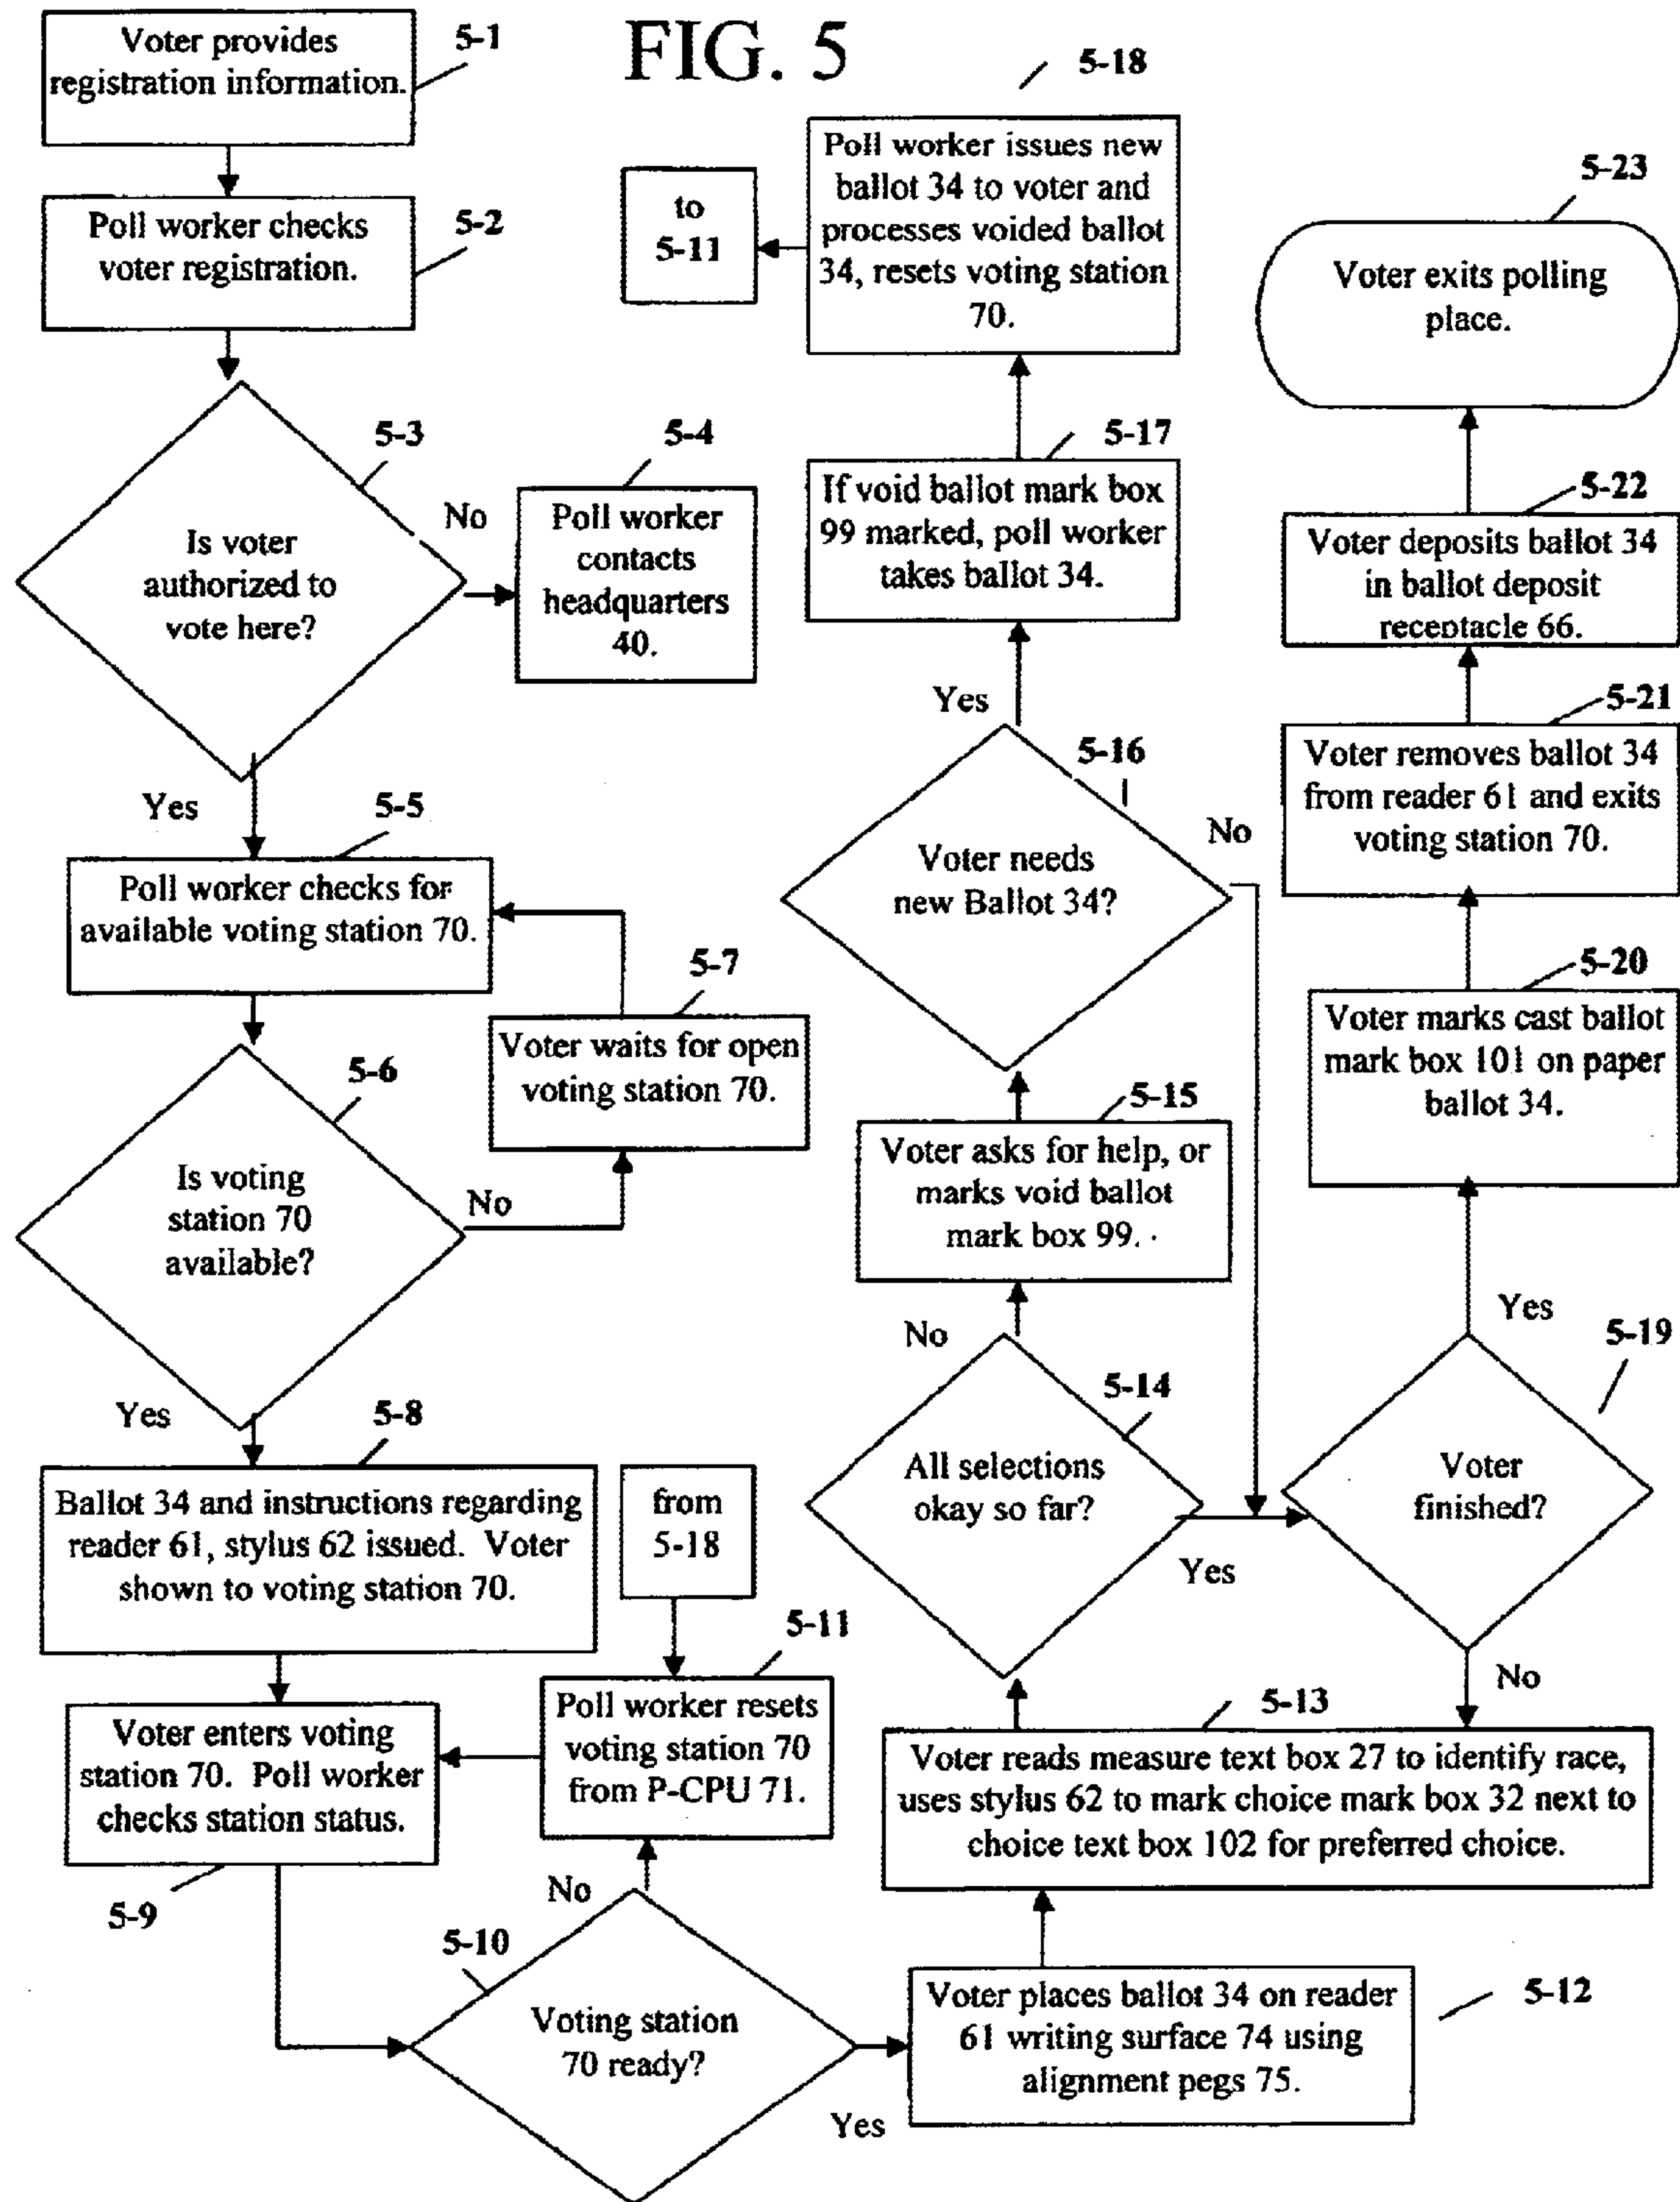 FIG. 5
Voter provides
registration information.
5-1
Poll worker checks
voter registration.
5-2
5-3
Is voter
authorized to
vote here?
No
5-4
Poll worker
contacts
headquarters
40.
Yes
5-5
Poll worker checks for
available voting station 70.
5-7
Voter waits for open
voting station 70.
5-6
Is voting
station 70
available?
No
Yes
5-8
Ballot 34 and instructions regarding
reader 61, stylus 62 issued. Voter
shown to voting station 70.
from
5-18
5-11
Voter enters voting
station 70. Poll worker
checks station status.
5-9
Poll worker resets
voting station 70
from P-CPU 71.
No
5-10
Voting station
70 ready?
Yes
Voter places ballot 34 on reader
61 writing surface 74 using
alignment pegs 75.
5-12
5-13
Voter reads measure text box 27 to identify race,
uses stylus 62 to mark choice mark box 32 next to
choice text box 102 for preferred choice.
5-14
All selections
okay so far?
No
Yes
5-15
Voter asks for help, or
marks void ballot
mark box 99.
5-16
Voter needs
new Ballot 34?
Yes
No
5-17
If void ballot mark box
99 marked, poll worker
takes ballot 34.
5-18
Poll worker issues new
ballot 34 to voter and
processes voided ballot
34, resets voting station
70.
to
5-11
5-19
Voter
finished?
No
Yes
5-20
Voter marks cast ballot
mark box 101 on paper
ballot 34.
5-21
Voter removes ballot 34
from reader 61 and exits
voting station 70.
5-22
Voter deposits ballot 34
in ballot deposit
receptacle 66.
5-23
Voter exits polling
place.